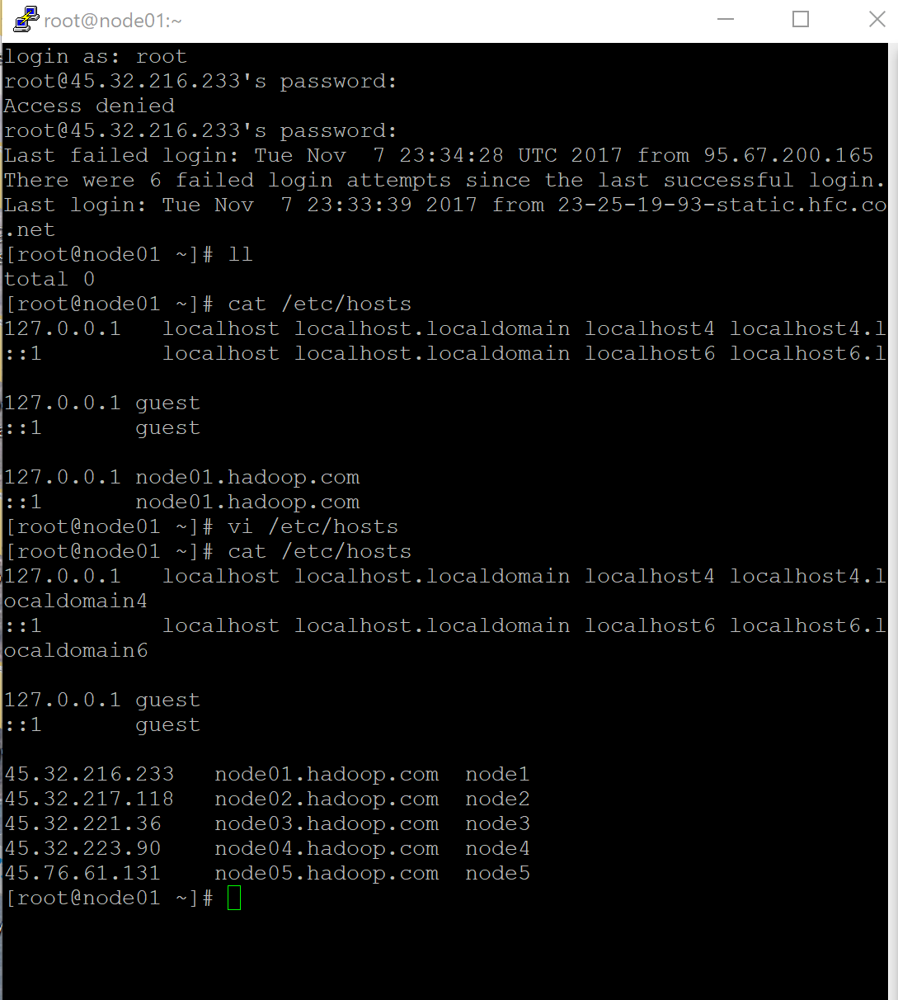 root@node01:~
login as: root
root@45.32.216.233's password:
Access denied
root@45.32.216.233's password:
Last failed login: Tue Nov  7 23:34:28 UTC 2017 from 95.67.200.165
There were 6 failed login attempts since the last successful login.
Last login: Tue Nov  7 23:33:39 2017 from 23-25-19-93-static.hfc.co
.net
[root@node01 ~]# ll
total 0
[root@node01 ~]# cat /etc/hosts
127.0.0.1   localhost localhost.localdomain localhost4 localhost4.l
::1         localhost localhost.localdomain localhost6 localhost6.l
127.0.0.1 guest
::1       guest
127.0.0.1 node01.hadoop.com
::1       node01.hadoop.com
[root@node01 ~]# vi /etc/hosts
[root@node01 ~]# cat /etc/hosts
127.0.0.1   localhost localhost.localdomain localhost4 localhost4.l
ocaldomain4
::1         localhost localhost.localdomain localhost6 localhost6.l
ocaldomain6
127.0.0.1 guest
::1       guest
45.32.216.233   node01.hadoop.com  node1
45.32.217.118   node02.hadoop.com  node2
45.32.221.36    node03.hadoop.com  node3
45.32.223.90    node04.hadoop.com  node4
45.76.61.131    node05.hadoop.com  node5
[root@node01 ~]#